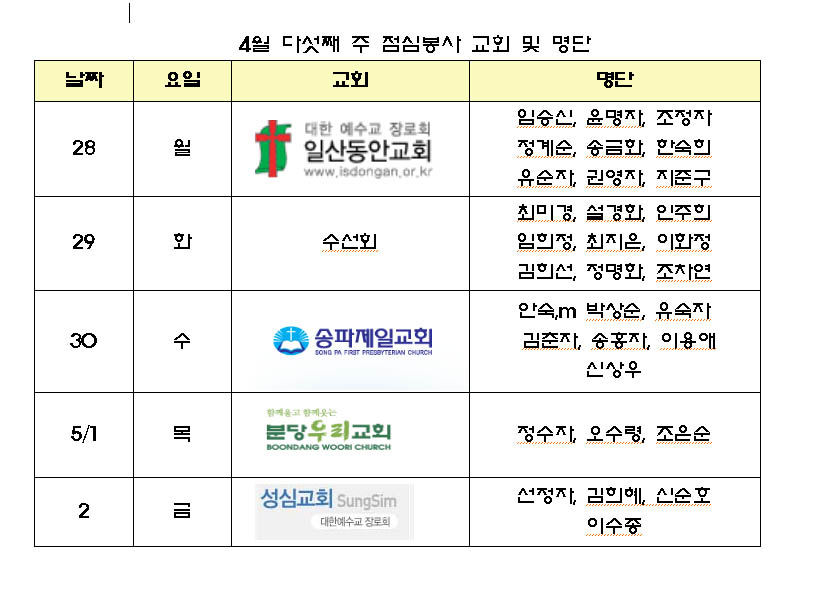 4월 다섯째 주 점심봉사 교회 및 명단
날짜 요일 교회 명단
28 월 대한 예수교 장로회 일산동안교회 www.isdongan.or.kr
임승신, 윤명자, 조정자
정계순, 송금화, 한숙희
유순자, 권영자, 지준구
29 화 수선회
최미경, 설경화, 인주희
임희정, 최지은, 이화정
김희선, 정명화, 조차연
30 수 송파제일교회 SONG PA FIRST PRESBYTERIAN CHURCH
안숙,m 박상순, 유숙자
김춘자, 송홍자, 이용애
신상우
5/1 목 함께울고 함께웃는 분당우리교회 BOONDANG WOORI CHURCH
정수자, 오수령, 조은순
2 금 성심교회 SungSim 대한예수교 장로회
선정자, 김희혜, 신순호
이수종